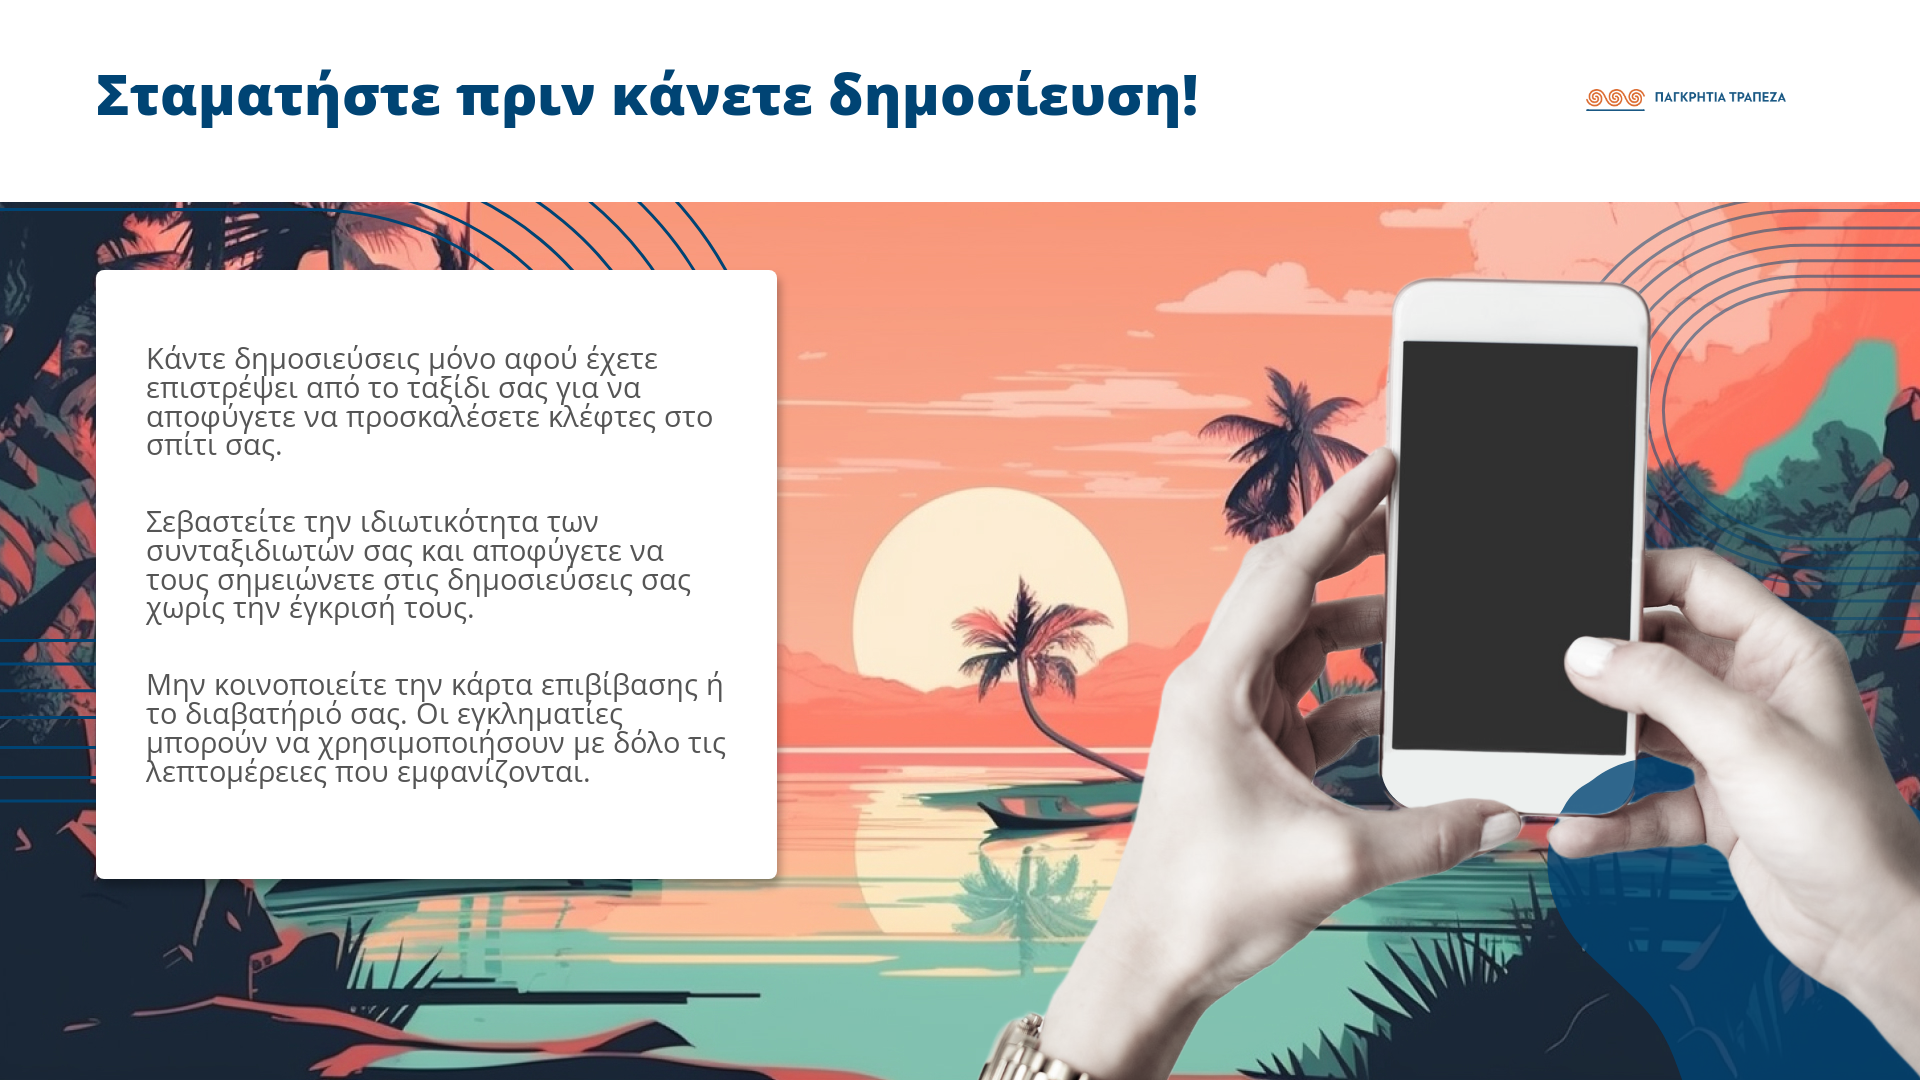 Σταματήστε πριν κάνετε δημοσίευση!
ΠΑΓΚΡΗΤΙΑ ΤΡΑΠΕΖΑ
Κάντε δημοσιεύσεις μόνο αφού έχετε
επιστρέψει από το ταξίδι σας για να
αποφύγετε να προσκαλέσετε κλέφτες στο
σπίτι σας.
Σεβαστείτε την ιδιωτικότητα των
συνταξιδιωτών σας και αποφύγετε να
τους σημειώνετε στις δημοσιεύσεις σας
χωρίς την έγκρισή τους.
Μην κοινοποιείτε την κάρτα επιβίβασης ή
το διαβατήριό σας. Οι εγκληματίες
μπορούν να χρησιμοποιήσουν με δόλο τις
λεπτομέρειες που εμφανίζονται.